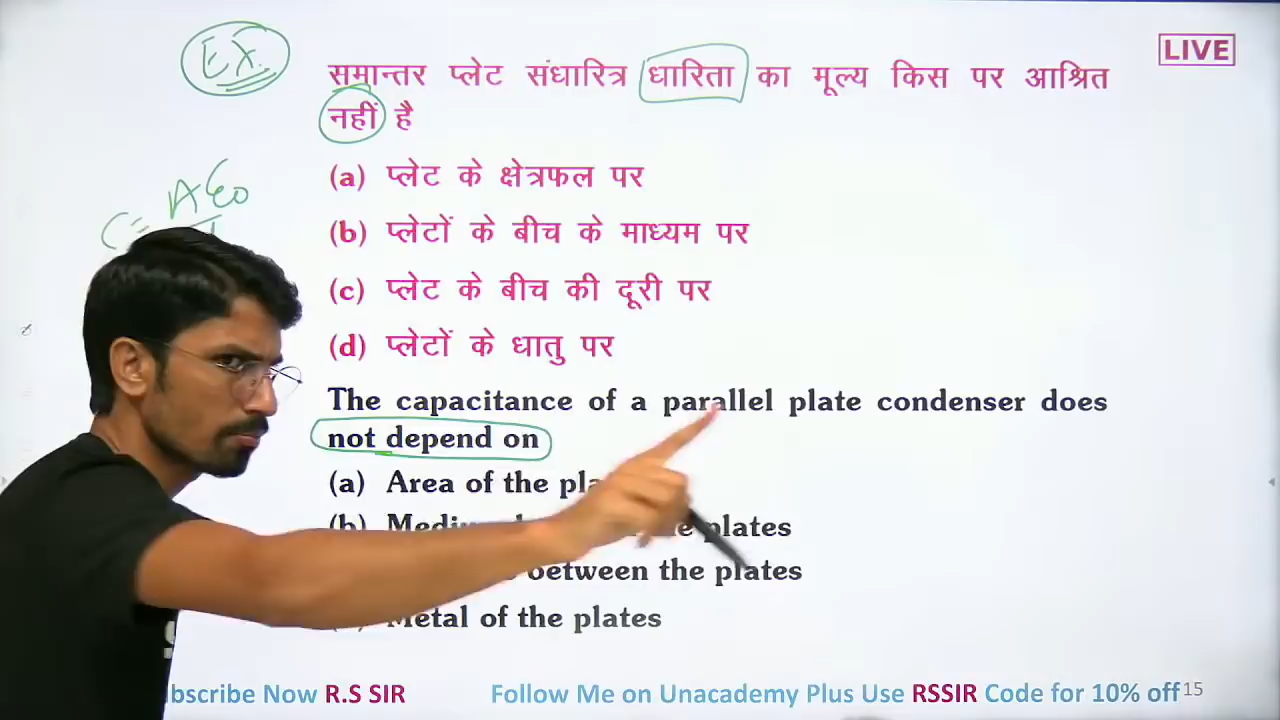 EX.
LIVE
समान्तर प्लेट संधारित्र धारिता का मूल्य किस पर आश्रित
नहीं है
C = Aϵ₀
(a) प्लेट के क्षेत्रफल पर
(b) प्लेटों के बीच के माध्यम पर
(c) प्लेट के बीच की दूरी पर
(d) प्लेटों के धातु पर
The capacitance of a parallel plate condenser does
not depend on
(a) Area of the
(b) plates
between the plates
Metal of the plates
Now R.S SIR
Follow Me on Unacademy Plus Use RSSIR Code for 10% off 15